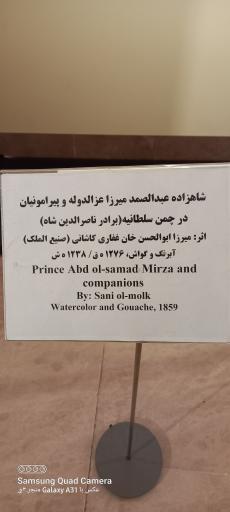 شاهزاده عبدالصمد میرزا عزالدوله و پیرامونیان
در چمن سلطانیه(برادر ناصرالدین شاه)
اثر: میرزا ابوالحسن خان غفاری کاشانی (صنیع الملک)
آبرنگ و گواش، ۱۲۷۶ ه ق/ ۱۲۳۸ ه ش
Prince Abd ol-samad Mirza and
companions
By: Sani ol-molk
Watercolor and Gouache, 1859
Samsung Quad Camera
عکس با Galaxy A31